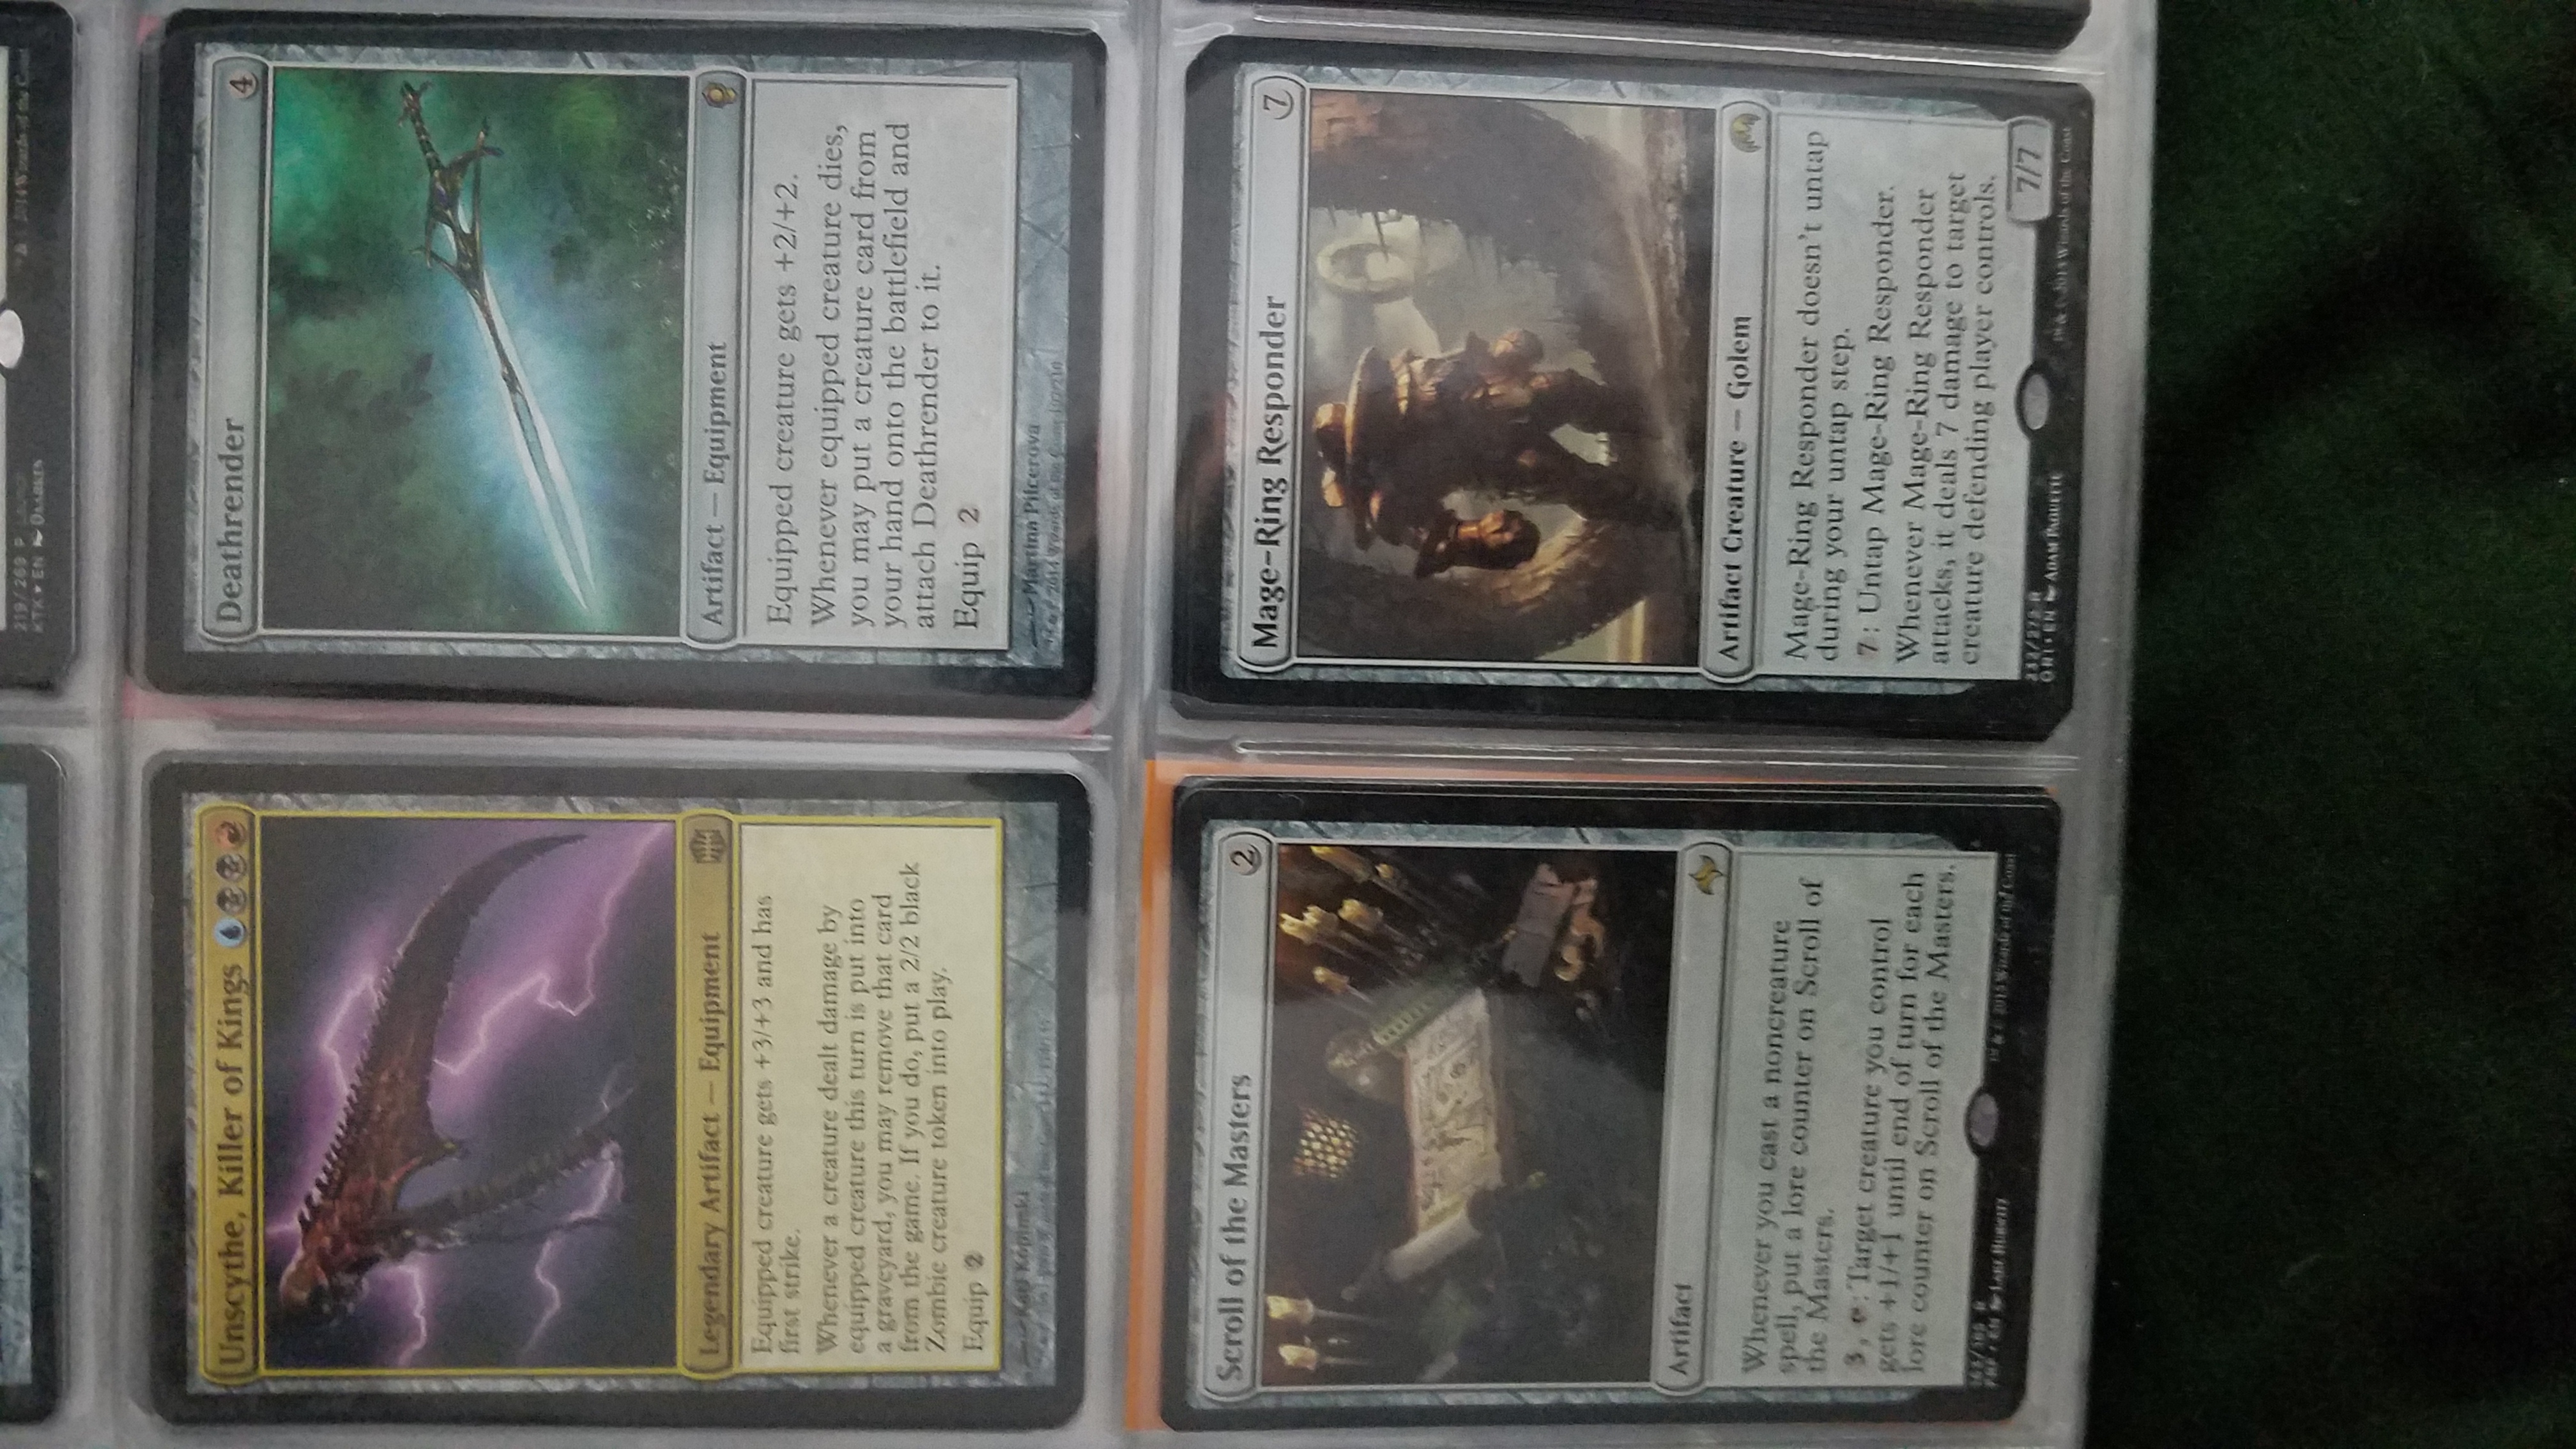 219/269 R
KTK • EN DAARKEN
2014 Wizards of the Coast
Unscythe, Killer of Kings
Legendary Artifact — Equipment
Equipped creature gets +3/+3 and has
first strike.
Whenever a creature dealt damage by
equipped creature this turn is put into
a graveyard, you may remove that card
from the game. If you do, put a 2/2 black
Zombie creature token into play.
Equip 2
Karl Kopinski
Deathrender 4
Artifact — Equipment
Equipped creature gets +2/+2.
Whenever equipped creature dies,
you may put a creature card from
your hand onto the battlefield and
attach Deathrender to it.
Equip 2
Martina Pilcerova
™ & © 2014 Wizards of the Coast
Scroll of the Masters 2
Artifact
Whenever you cast a noncreature
spell, put a lore counter on Scroll of
the Masters.
3, : Target creature you control
gets +1/+1 until end of turn for each
lore counter on Scroll of the Masters.
FRF • EN LAKE HURWITZ
™ & © 2015 Wizards of the Coast
Mage-Ring Responder 7
Artifact Creature — Golem
Mage-Ring Responder doesn't untap
during your untap step.
7: Untap Mage-Ring Responder.
Whenever Mage-Ring Responder
attacks, it deals 7 damage to target
creature defending player controls.
7/7
ORI • EN ADAM PAQUETTE
™ & © 2015 Wizards of the Coast